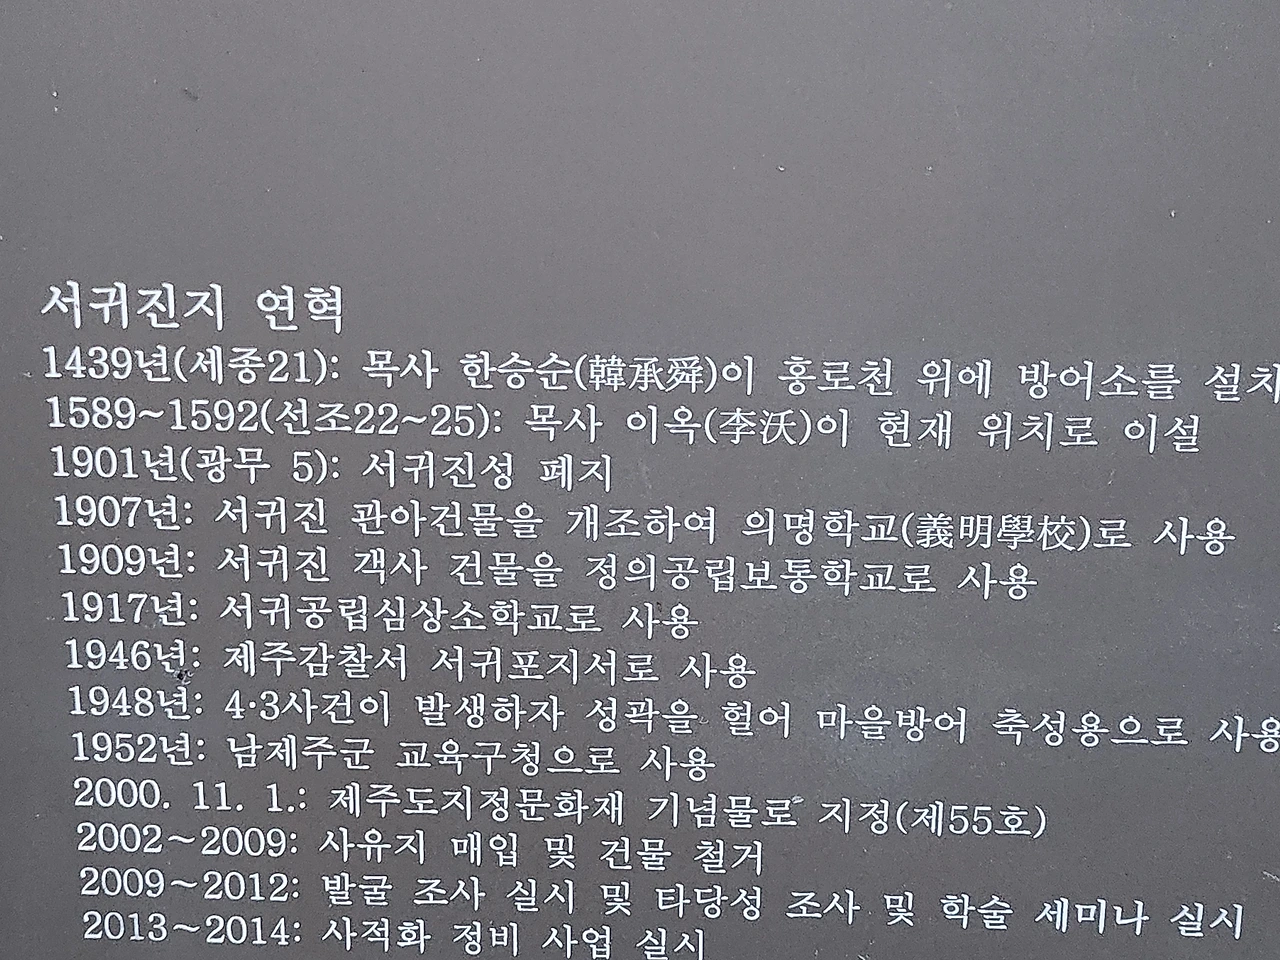 서귀진지 연혁
1439년(세종21): 목사 한승순(韓承舜)이 홍로천 위에 방어소를 설치
1589~1592(선조22~25): 목사 이옥(李沃)이 현재 위치로 이설
1901년(광무 5): 서귀진성 폐지
1907년: 서귀진 관아건물을 개조하여 의명학교(義明學校)로 사용
1909년: 서귀진 객사 건물을 정의공립보통학교로 사용
1917년: 서귀공립심상소학교로 사용
1946년: 제주감찰서 서귀포지서로 사용
1948년: 4·3사건이 발생하자 성곽을 헐어 마을방어 축성용으로 사용
1952년: 남제주군 교육구청으로 사용
2000. 11. 1.: 제주도지정문화재 기념물로 지정(제55호)
2002~2009: 사유지 매입 및 건물 철거
2009~2012: 발굴 조사 실시 및 타당성 조사 및 학술 세미나 실시
2013~2014: 사적화 정비 사업 실시